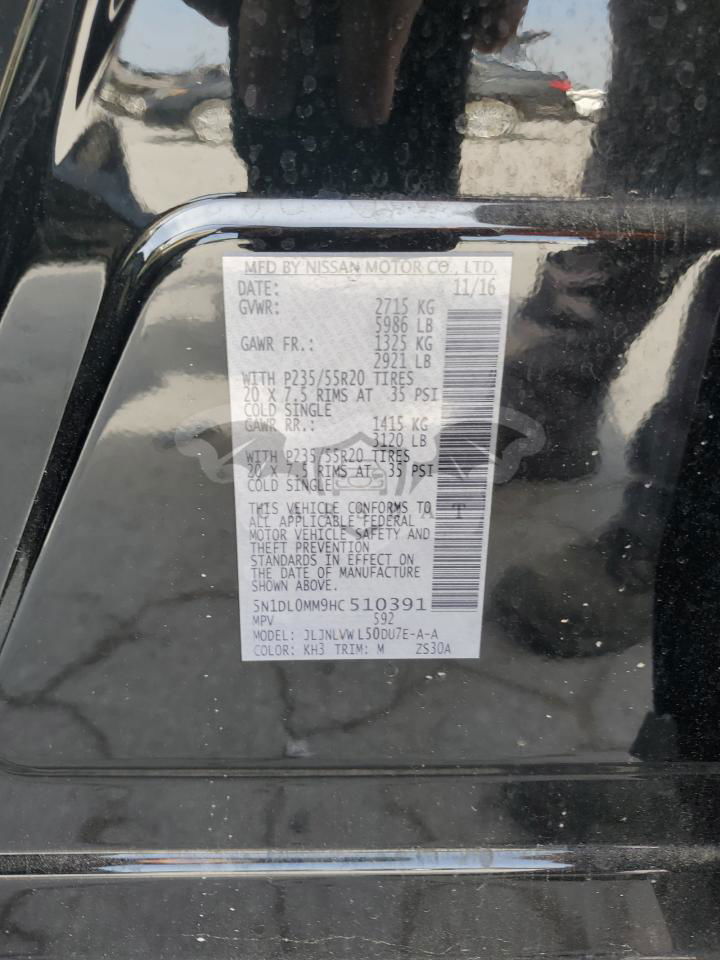 MFD BY NISSAN MOTOR CO., LTD.
DATE: 11/16
GVWR: 2715 KG
5986 LB
GAWR FR.: 1325 KG
2921 LB
WITH P235/55R20 TIRES
20 X 7.5 RIMS AT 35 PSI
COLD SINGLE
GAWR RR.: 1415 KG
3120 LB
WITH P235/55R20 TIRES
20 X 7.5 RIMS AT 35 PSI
COLD SINGLE
THIS VEHICLE CONFORMS TO
ALL APPLICABLE FEDERAL
MOTOR VEHICLE SAFETY AND
THEFT PREVENTION
STANDARDS IN EFFECT ON
THE DATE OF MANUFACTURE
SHOWN ABOVE.
5N1DL0MM9HC 510391
MPV 592
MODEL: JLJNLVW L50DU7E-A-A
COLOR: KH3 TRIM: M ZS30A